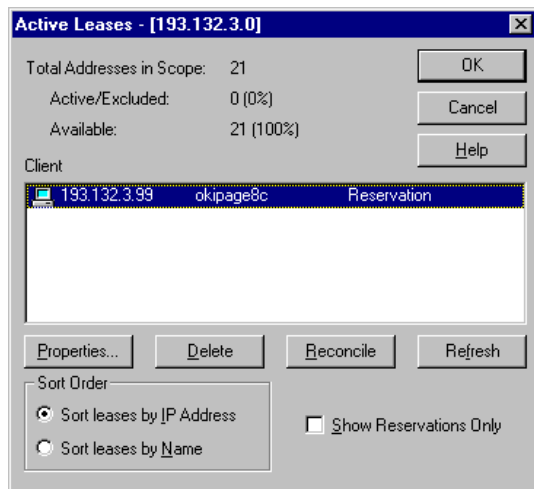 Active Leases - [193.132.3.0]
Total Addresses in Scope: 21
Active/Excluded: 0 (0%)
Available: 21 (100%)
OK
Cancel
Help
Client
193.132.3.99 okipage8c Reservation
Properties... Delete Reconcile Refresh
Sort Order
Sort leases by IP Address
Sort leases by Name
Show Reservations Only